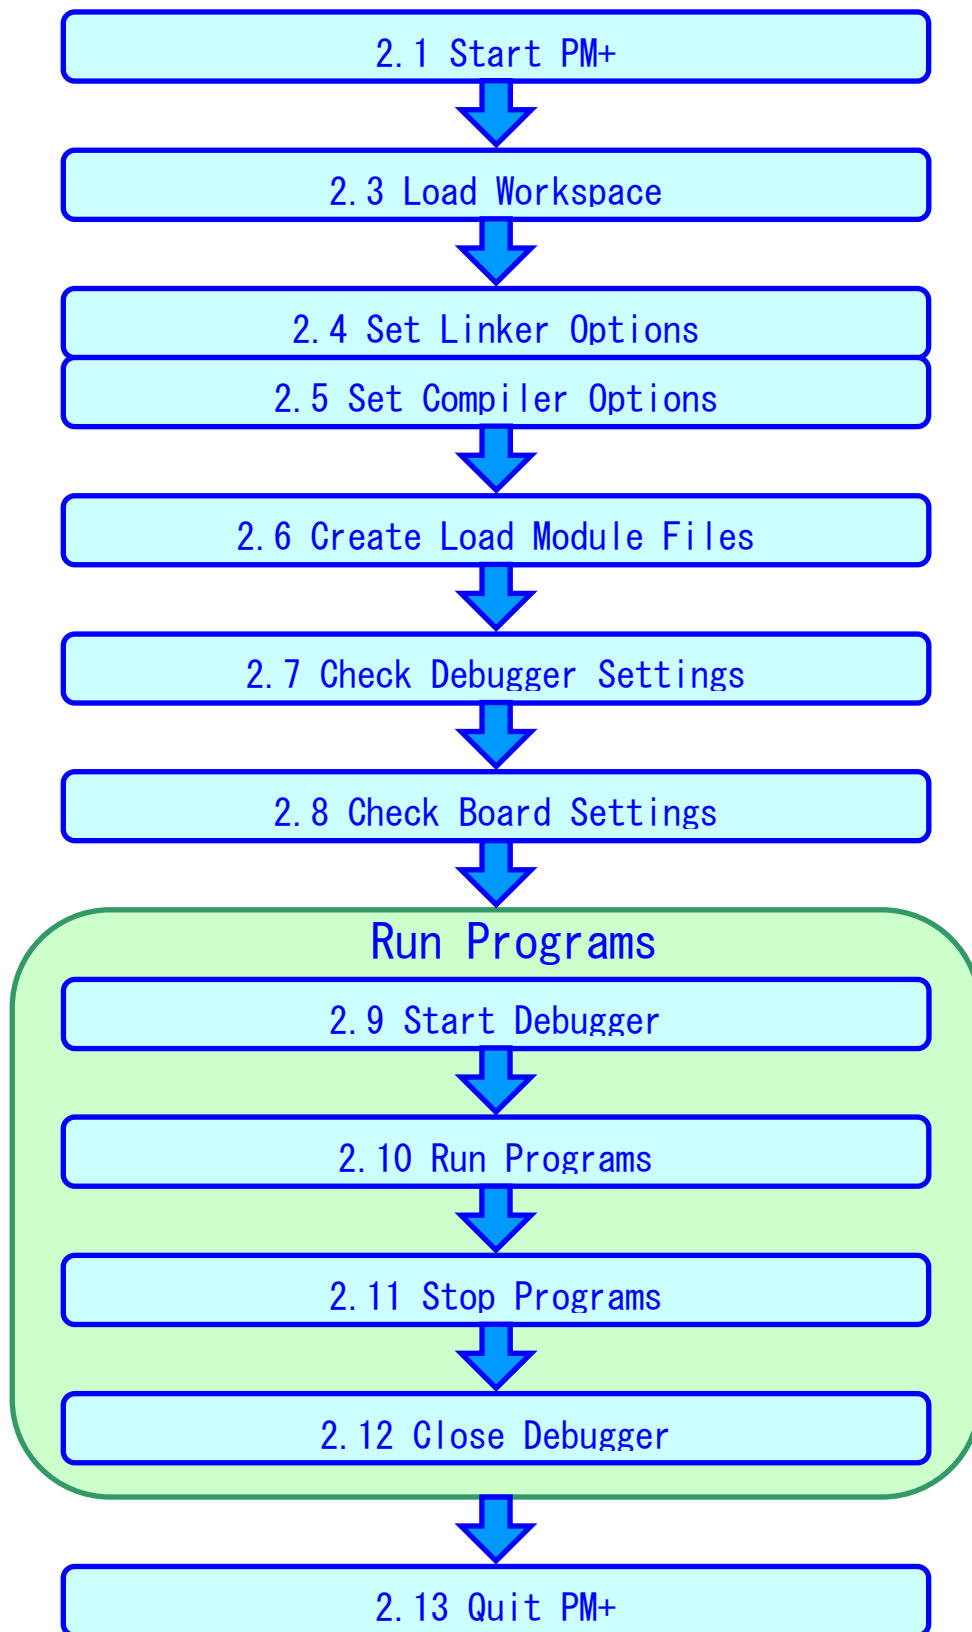 2.1 Start PM+
2.3 Load Workspace
2.4 Set Linker Options
2.5 Set Compiler Options
2.6 Create Load Module Files
2.7 Check Debugger Settings
2.8 Check Board Settings
Run Programs
2.9 Start Debugger
2.10 Run Programs
2.11 Stop Programs
2.12 Close Debugger
2.13 Quit PM+